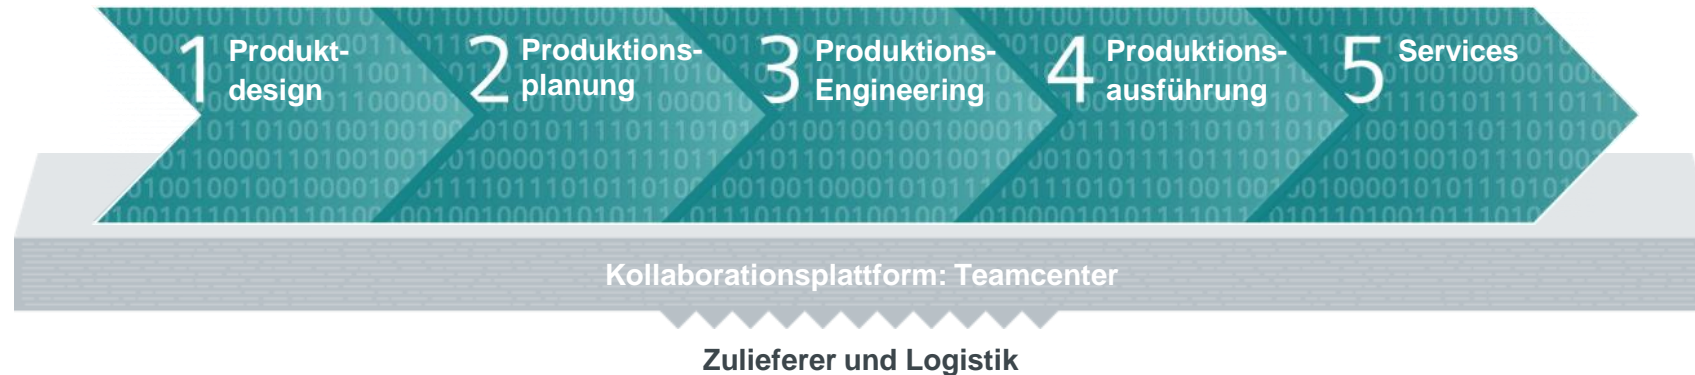 1 Produkt-
design
2 Produktions-
planung
3 Produktions-
Engineering
4 Produktions-
ausführung
5 Services
Kollaborationsplattform: Teamcenter
Zulieferer und Logistik